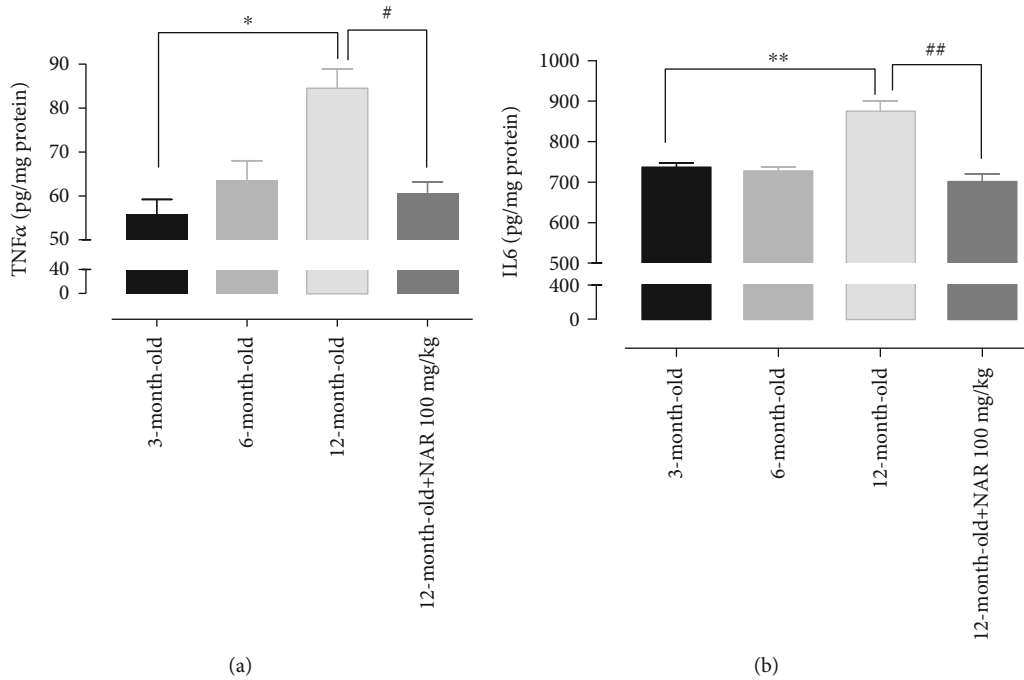 *
#
TNFα (pg/mg protein)
90
80
70
60
50
40
0
3-month-old
6-month-old
12-month-old
12-month-old+NAR 100 mg/kg
(a)
**
##
IL6 (pg/mg protein)
1000
900
800
700
600
500
400
0
3-month-old
6-month-old
12-month-old
12-month-old+NAR 100 mg/kg
(b)